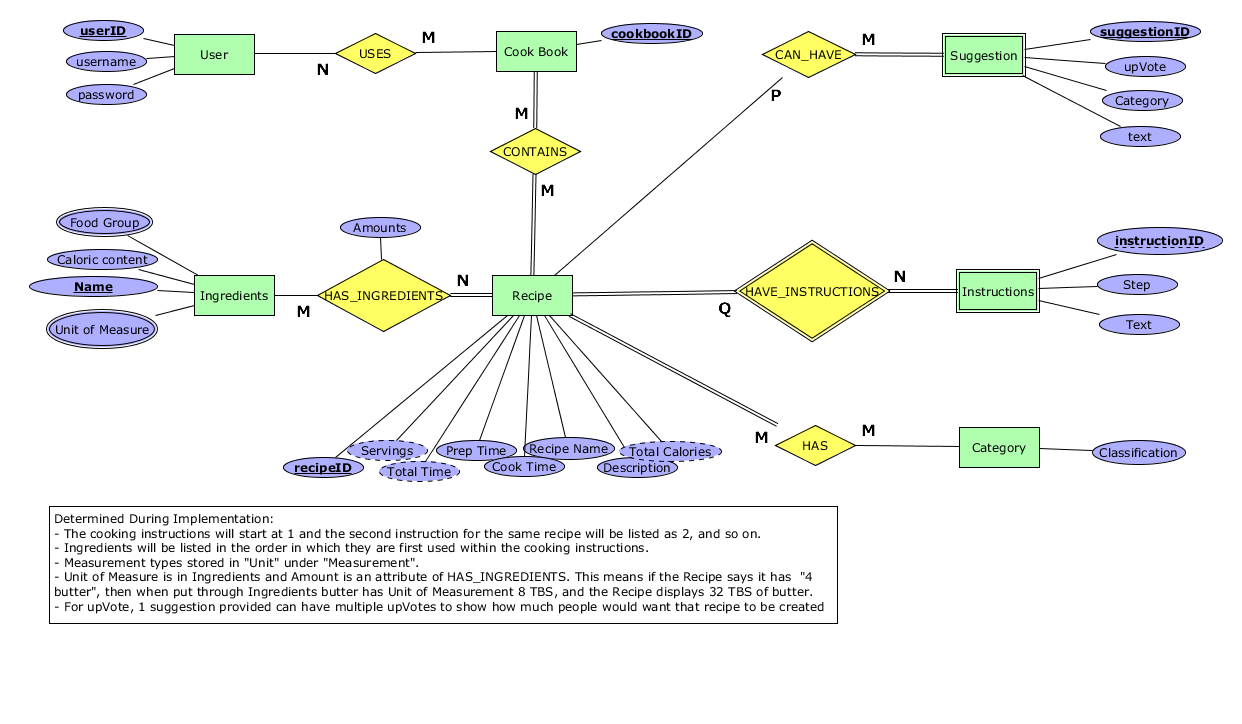 userID
username
password
User
N
USES
M
Cook Book
cookbookID
CAN_HAVE
M
P
Suggestion
suggestionID
upVote
Category
text
M
CONTAINS
M
Food Group
Caloric content
Name
Unit of Measure
Ingredients
M
Amounts
HAS_INGREDIENTS
N
Recipe
Q
HAVE_INSTRUCTIONS
N
Instructions
instructionID
Step
Text
recipeID
Servings
Total Time
Prep Time
Cook Time
Recipe Name
Description
Total Calories
M
HAS
M
Category
Classification
Determined During Implementation:
- The cooking instructions will start at 1 and the second instruction for the same recipe will be listed as 2, and so on.
- Ingredients will be listed in the order in which they are first used within the cooking instructions.
- Measurement types stored in "Unit" under "Measurement".
- Unit of Measure is in Ingredients and Amount is an attribute of HAS_INGREDIENTS. This means if the Recipe says it has "4
butter", then when put through Ingredients butter has Unit of Measurement 8 TBS, and the Recipe displays 32 TBS of butter.
- For upVote, 1 suggestion provided can have multiple upVotes to show how much people would want that recipe to be created